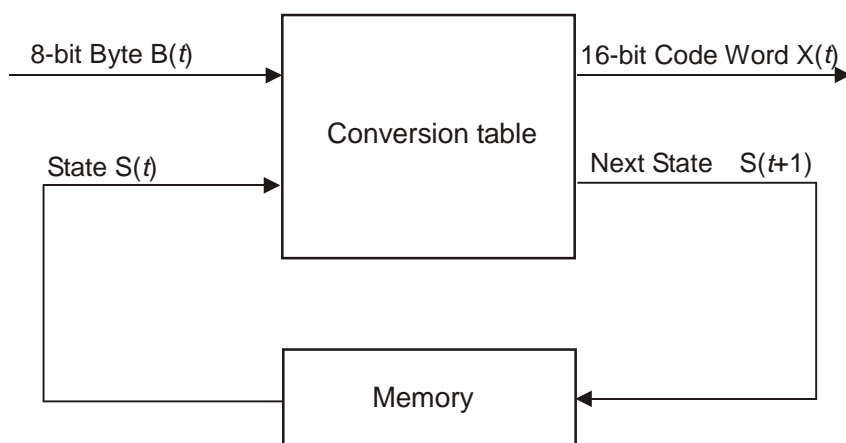 8-bit Byte B(t)
16-bit Code Word X(t)
Conversion table
State S(t)
Next State S(t+1)
Memory